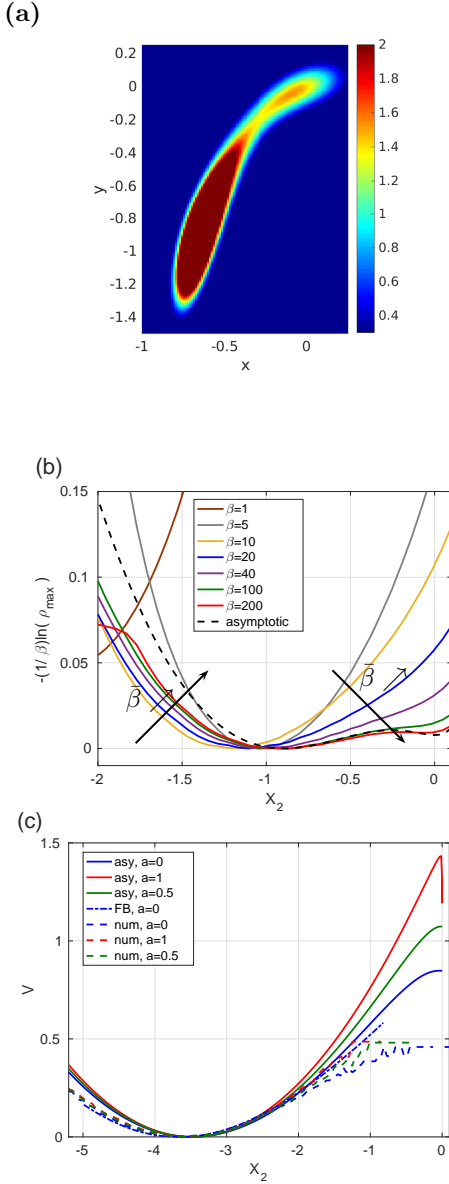 (a)
0.2
0
-0.2
-0.4
-0.6
-0.8
-1
-1.2
-1.4
y
-1
-0.5
0
x
2
1.8
1.6
1.4
1.2
1
0.8
0.6
0.4
(b)
0.15
0.1
0.05
0
-(1/ β)ln( ρmax)
β=1
β=5
β=10
β=20
β=40
β=100
β=200
asymptotic
β̄
β̄
-2
-1.5
-1
-0.5
0
X2
(c)
1.5
1
0.5
0
V
asy, a=0
asy, a=1
asy, a=0.5
FB, a=0
num, a=0
num, a=1
num, a=0.5
-5
-4
-3
-2
-1
0
X2